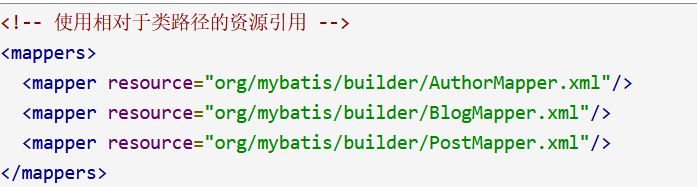 <!-- 使用相对于类路径的资源引用 -->
<mappers>
  <mapper resource="org/mybatis/builder/AuthorMapper.xml"/>
  <mapper resource="org/mybatis/builder/BlogMapper.xml"/>
  <mapper resource="org/mybatis/builder/PostMapper.xml"/>
</mappers>